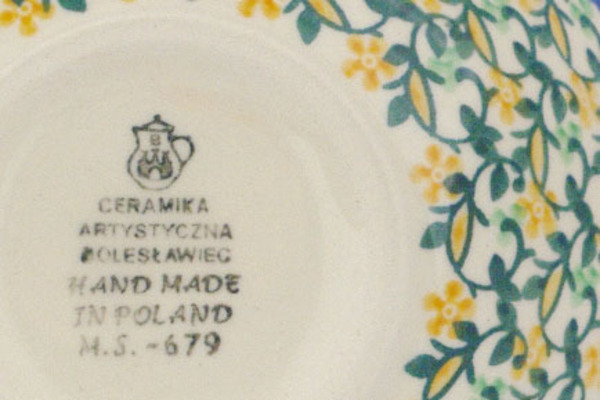 CERAMIKA
ARTYSTYCZNA
BOLESŁAWIEC
HAND MADE
IN POLAND
M.S. - 679